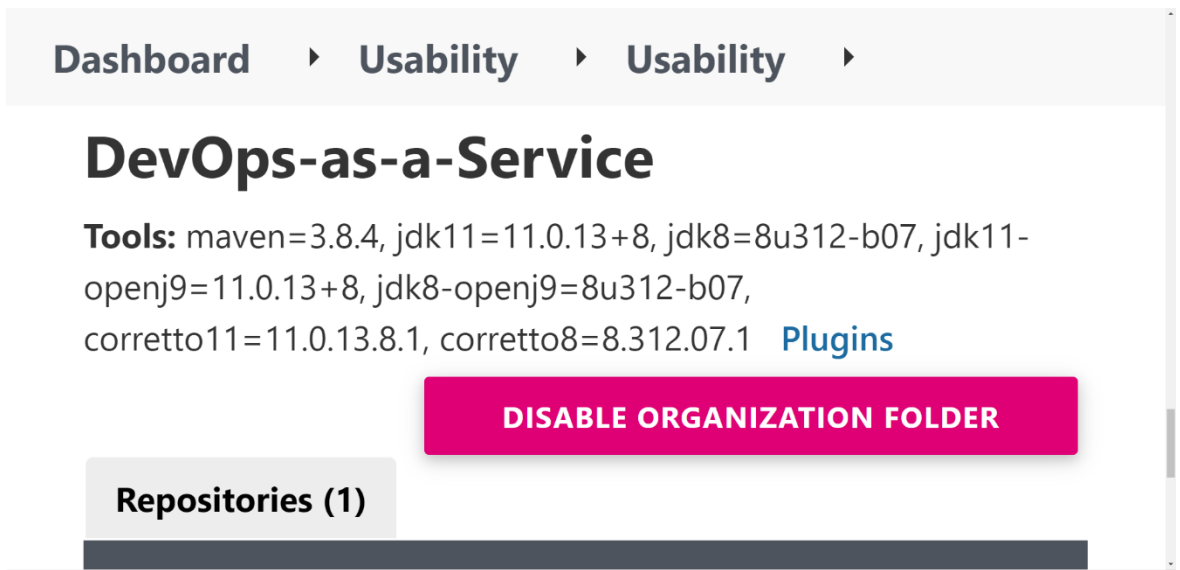 Dashboard Usability Usability
DevOps-as-a-Service
Tools: maven=3.8.4, jdk11=11.0.13+8, jdk8=8u312-b07, jdk11-
openj9=11.0.13+8, jdk8-openj9=8u312-b07,
corretto11=11.0.13.8.1, corretto8=8.312.07.1 Plugins
DISABLE ORGANIZATION FOLDER
Repositories (1)